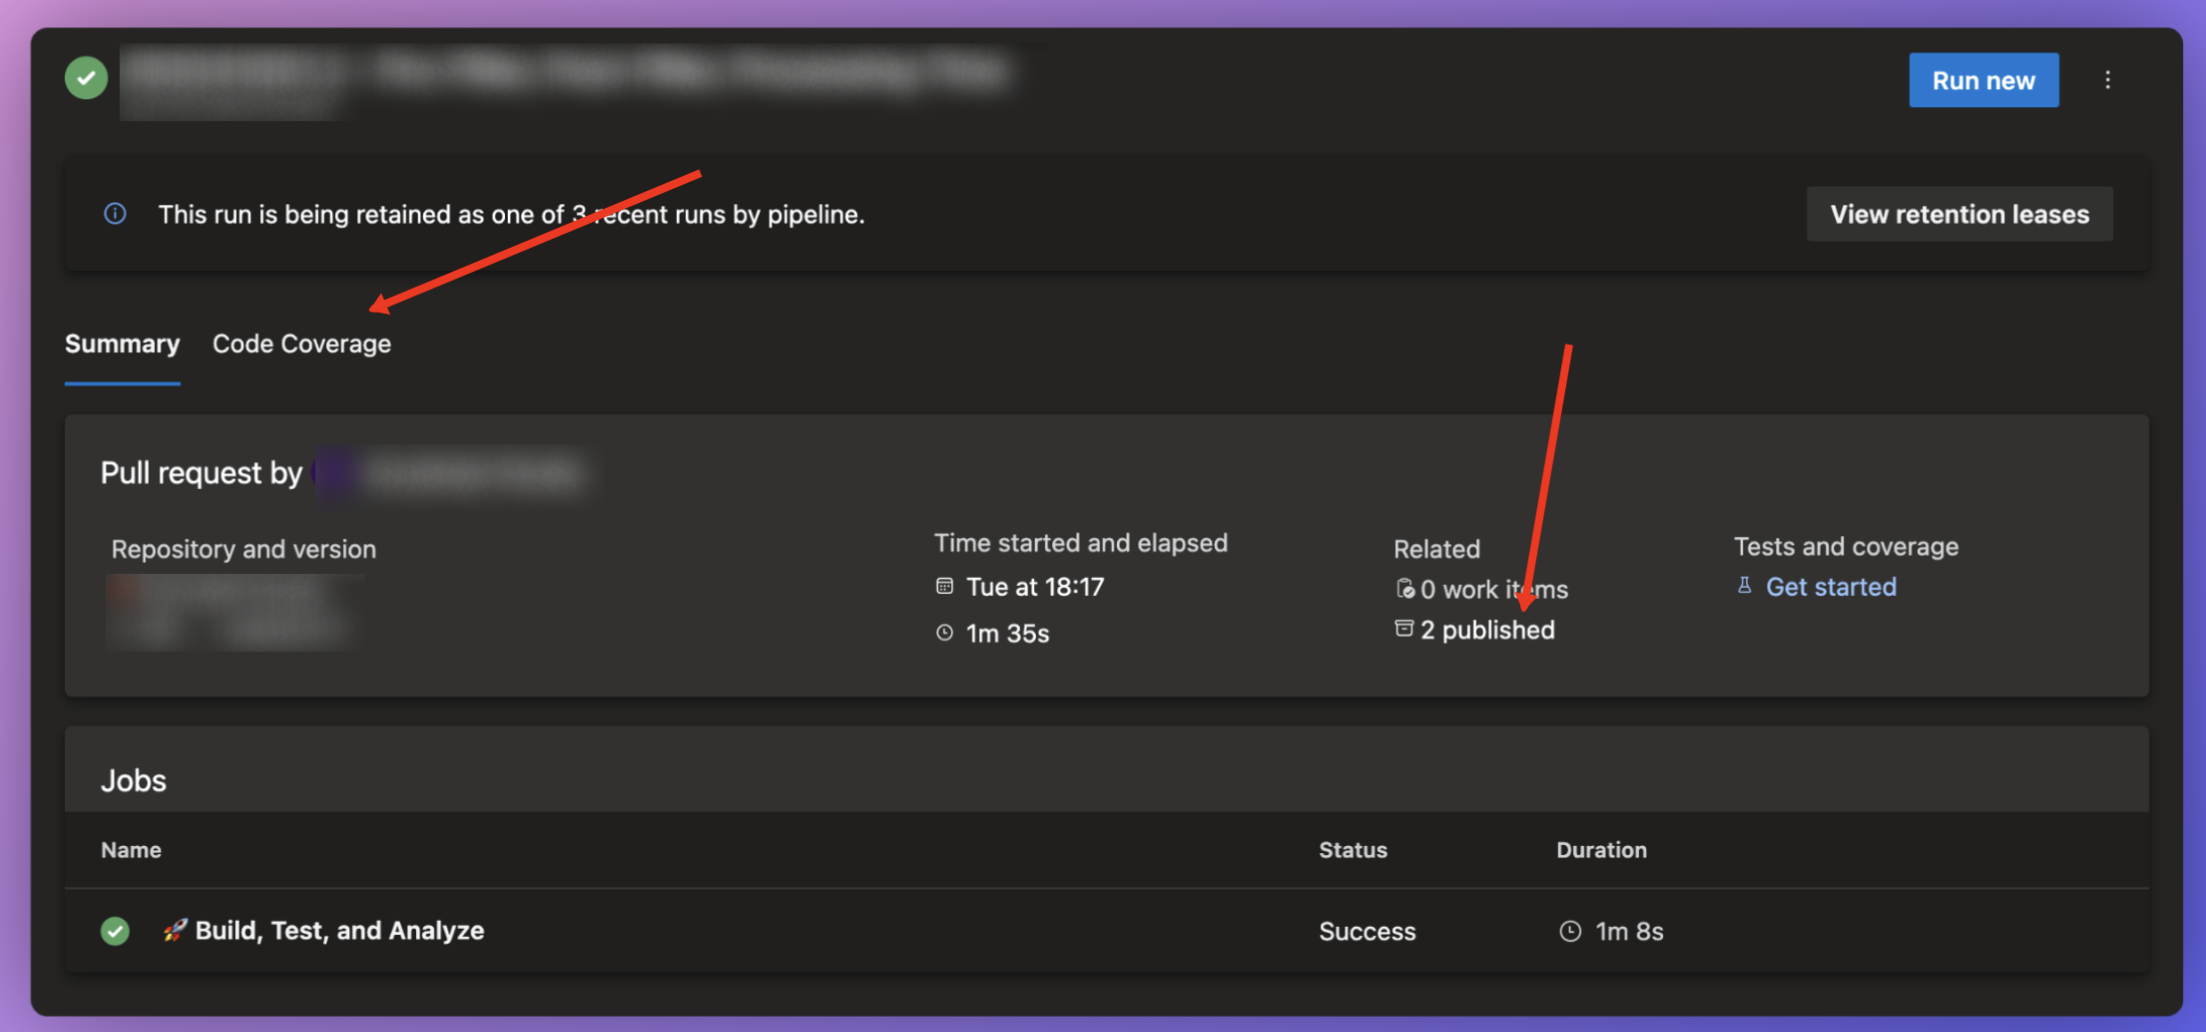 Run new
This run is being retained as one of 3 recent runs by pipeline.
View retention leases
Summary
Code Coverage
Pull request by
Repository and version
Time started and elapsed
Tue at 18:17
1m 35s
Related
0 work items
2 published
Tests and coverage
Get started
Jobs
Name
Status
Duration
🚀 Build, Test, and Analyze
Success
1m 8s